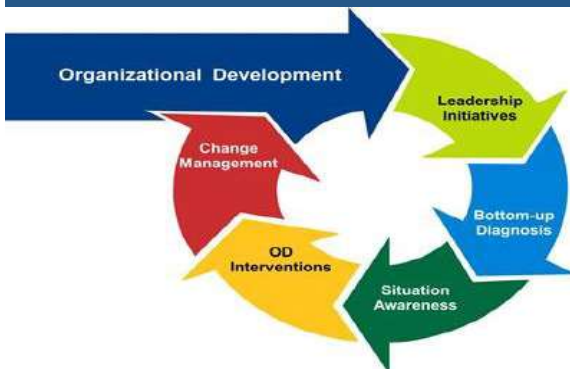 Organizational Development
Leadership
Initiatives
Bottom-up
Diagnosis
Situation
Awareness
OD
Interventions
Change
Management